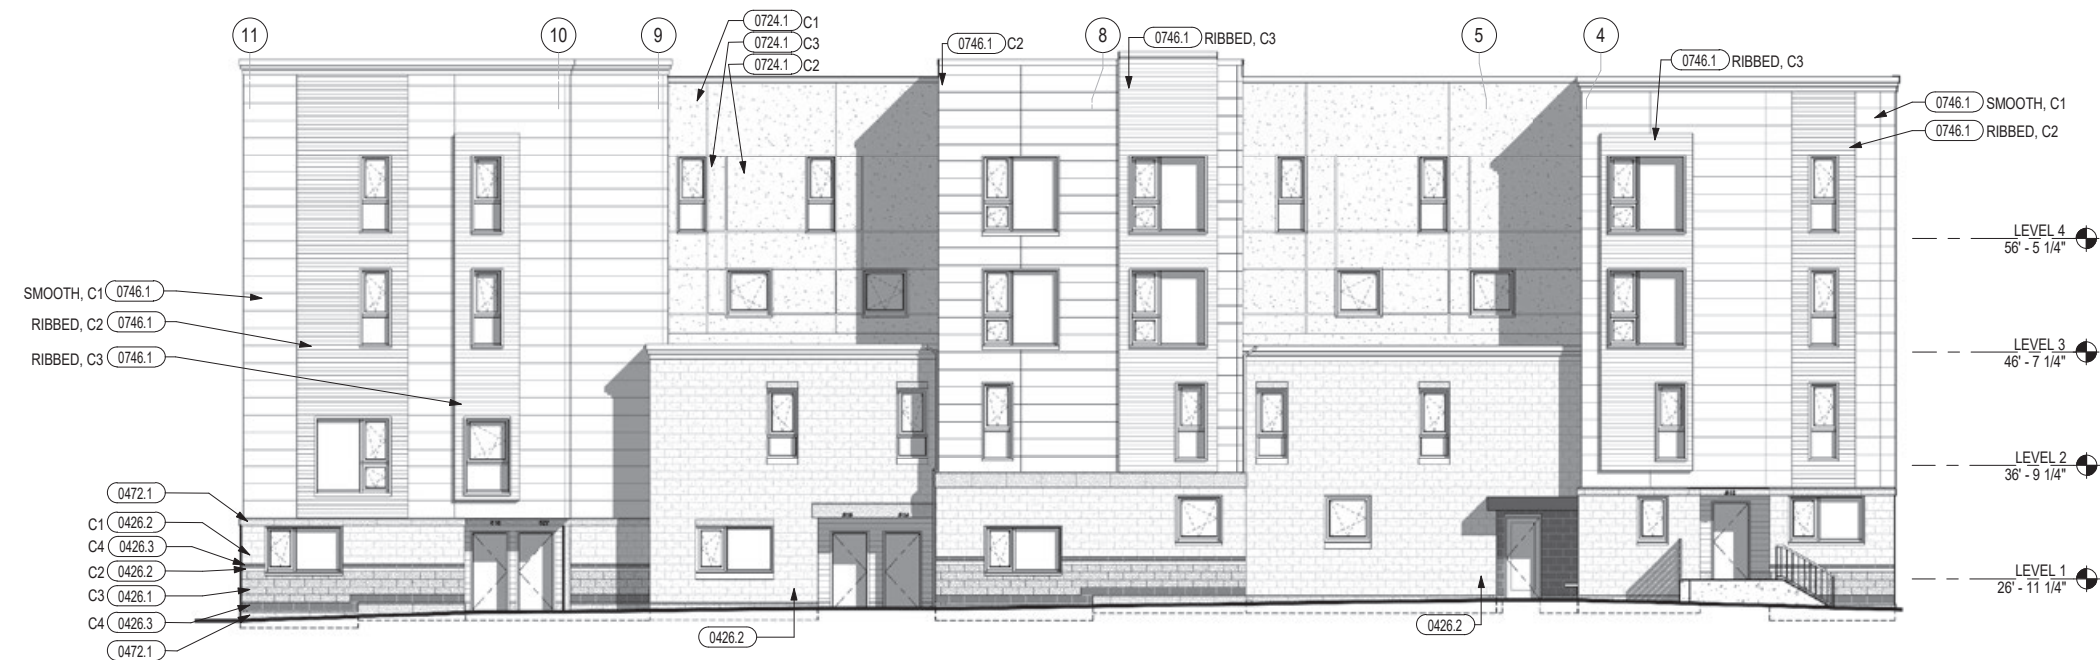 11
10
9
0724.1 C1
0724.1 C3
0724.1 C2
0746.1 C2
8
0746.1 RIBBED, C3
5
4
0746.1 RIBBED, C3
0746.1 SMOOTH, C1
0746.1 RIBBED, C2
LEVEL 4
56' - 5 1/4"
SMOOTH, C1 0746.1
RIBBED, C2 0746.1
RIBBED, C3 0746.1
LEVEL 3
46' - 7 1/4"
LEVEL 2
36' - 9 1/4"
0472.1
C1 0426.2
C4 0426.3
C2 0426.2
C3 0426.1
C4 0426.3
0472.1
LEVEL 1
26' - 11 1/4"
0426.2
0426.2